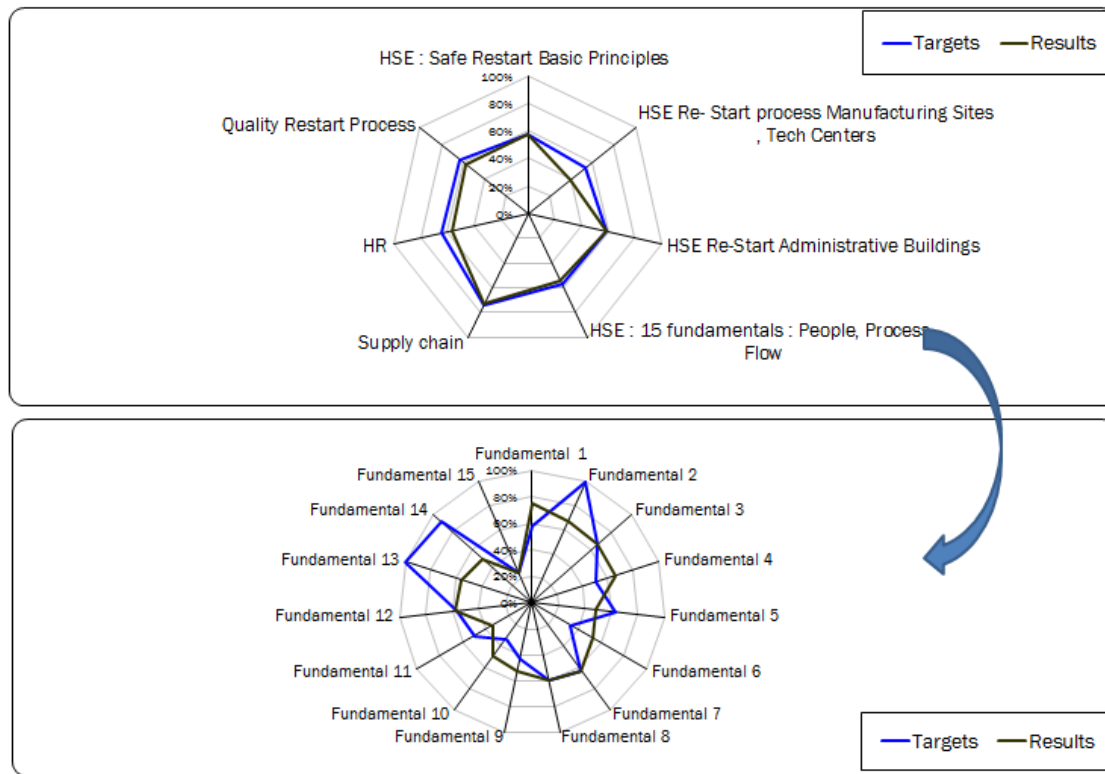 Targets Results
HSE : Safe Restart Basic Principles
100%
80%
60%
40%
20%
0%
HSE Re- Start process Manufacturing Sites
, Tech Centers
Quality Restart Process
HR
HSE Re-Start Administrative Buildings
Supply chain
HSE : 15 fundamentals : People, Process,
Flow
Fundamental 1
100%
80%
60%
40%
20%
0%
Fundamental 2
Fundamental 3
Fundamental 4
Fundamental 5
Fundamental 6
Fundamental 7
Fundamental 8
Fundamental 9
Fundamental 10
Fundamental 11
Fundamental 12
Fundamental 13
Fundamental 14
Fundamental 15
Targets Results